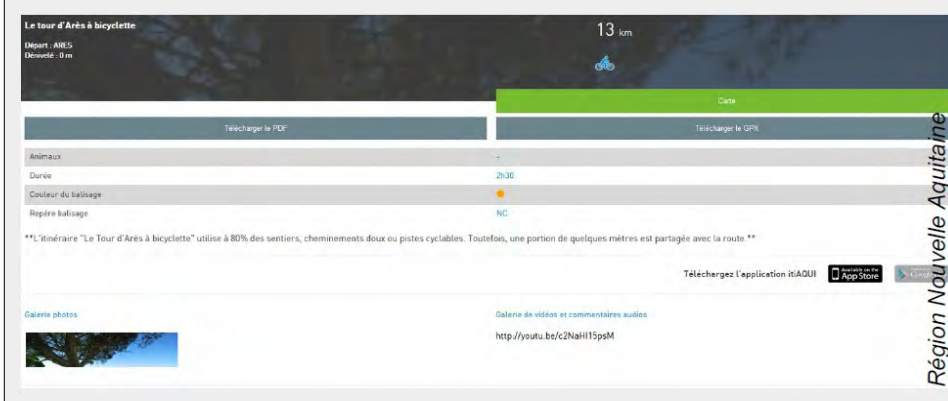 Le tour d'Arès à bicyclette
13 km
Départ : ARES
Dénivelé : 0 m
Carte
Télécharger le PDF
Télécharger le GPX
Animaux
-
Durée
2h30
Couleur du balisage
Repère balisage
NC
**L'itinéraire "Le Tour d'Arès à bicyclette" utilise à 80% des sentiers, cheminements doux ou pistes cyclables. Toutefois, une portion de quelques mètres est partagée avec la route.**
Téléchargez l'application itiAQUI
Available on the
App Store
Galerie photos
Galerie de vidéos et commentaires audios
http://youtu.be/c2NaHI15psM
Région Nouvelle Aquitaine